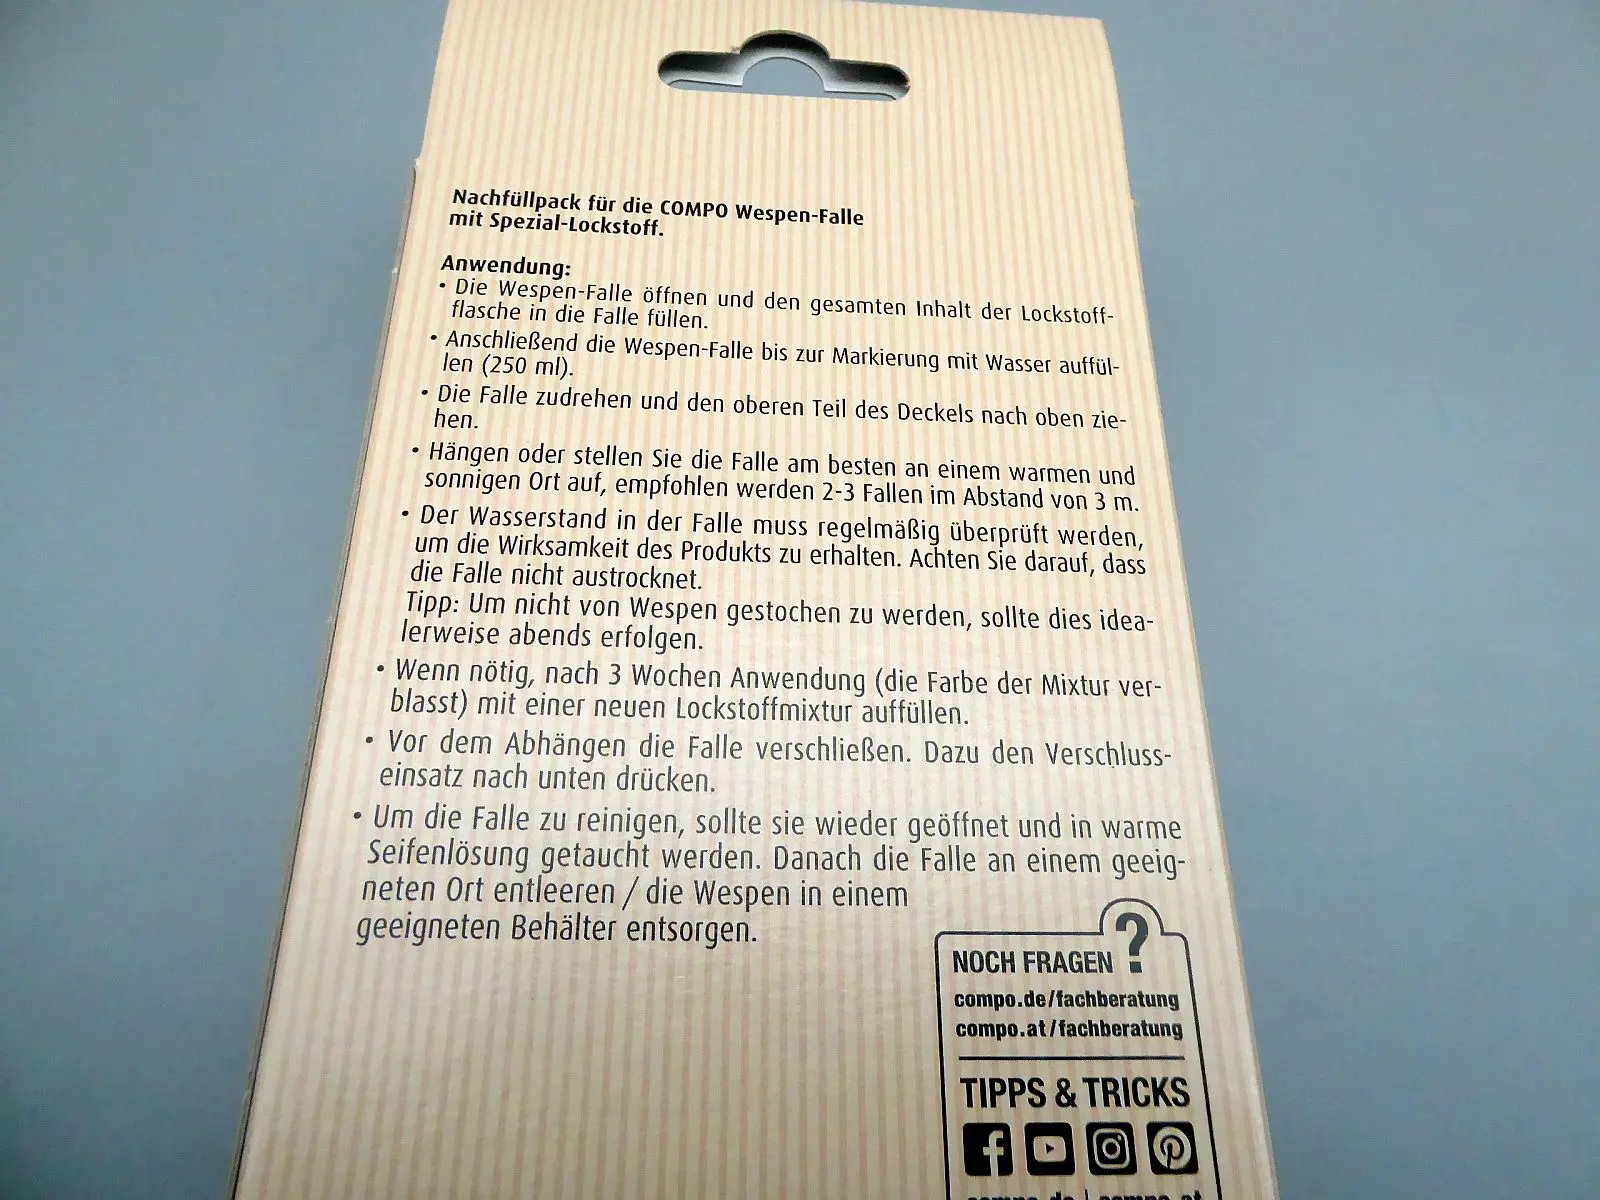 Nachfüllpack für die COMPO Wespen-Falle
mit Spezial-Lockstoff.
Anwendung:
• Die Wespen-Falle öffnen und den gesamten Inhalt der Lockstoff-
flasche in die Falle füllen.
• Anschließend die Wespen-Falle bis zur Markierung mit Wasser auffül-
len (250 ml).
• Die Falle zudrehen und den oberen Teil des Deckels nach oben zie-
hen.
• Hängen oder stellen Sie die Falle am besten an einem warmen und
sonnigen Ort auf, empfohlen werden 2-3 Fallen im Abstand von 3 m.
• Der Wasserstand in der Falle muss regelmäßig überprüft werden,
um die Wirksamkeit des Produkts zu erhalten. Achten Sie darauf, dass
die Falle nicht austrocknet.
Tipp: Um nicht von Wespen gestochen zu werden, sollte dies idea-
lerweise abends erfolgen.
• Wenn nötig, nach 3 Wochen Anwendung (die Farbe der Mixtur ver-
blasst) mit einer neuen Lockstoffmixtur auffüllen.
• Vor dem Abhängen die Falle verschließen. Dazu den Verschluss-
einsatz nach unten drücken.
• Um die Falle zu reinigen, sollte sie wieder geöffnet und in warme
Seifenlösung getaucht werden. Danach die Falle an einem geeig-
neten Ort entleeren / die Wespen in einem
geeigneten Behälter entsorgen.
NOCH FRAGEN ?
compo.de/fachberatung
compo.at/fachberatung
TIPPS & TRICKS
compo.de | compo.at